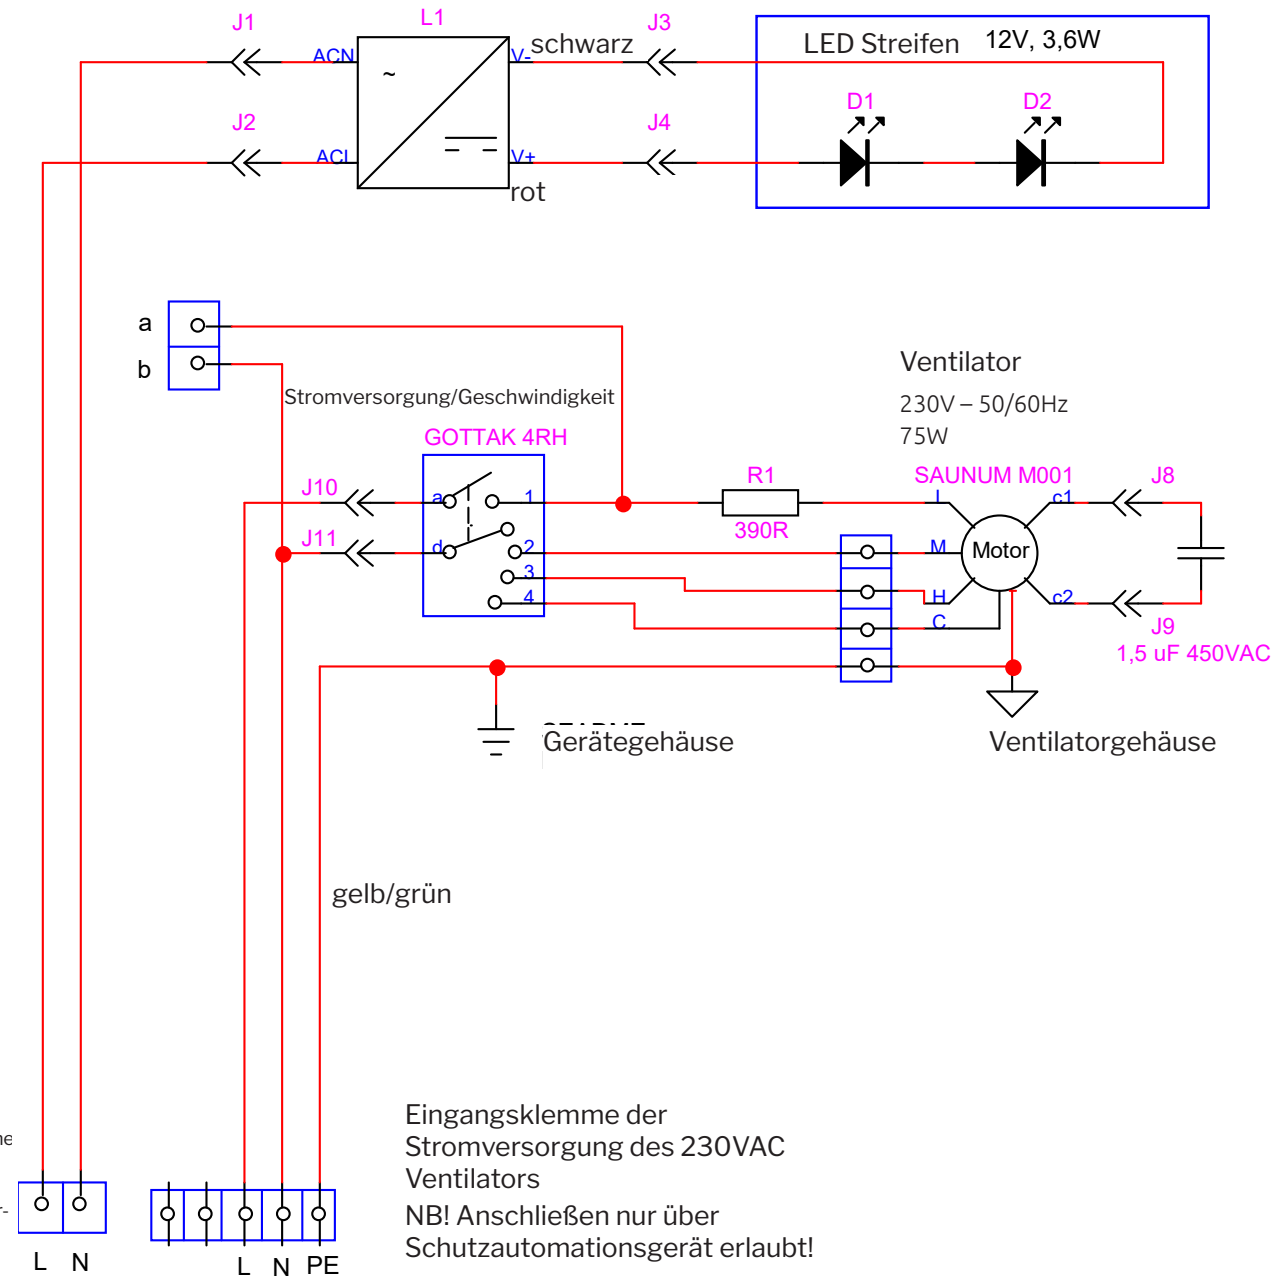 J1
L1
J3
schwarz
LED Streifen
12V, 3,6W
ACN
V-
~
D1
D2
J2
J4
ACL
V+
rot
a
b
Stromversorgung/Geschwindigkeit
GOTTAK 4RH
Ventilator
230V – 50/60Hz
75W
J10
a
1
R1
390R
SAUNUM M001
L
c1
J8
J11
d
2
M
Motor
3
4
H
C
c2
J9
1,5 uF 450VAC
Gerätegehäuse
Ventilatorgehäuse
gelb/grün
Eingangsklemme der
Stromversorgung des 230VAC
Ventilators
NB! Anschließen nur über
Schutzautomationsgerät erlaubt!
L N
L N PE